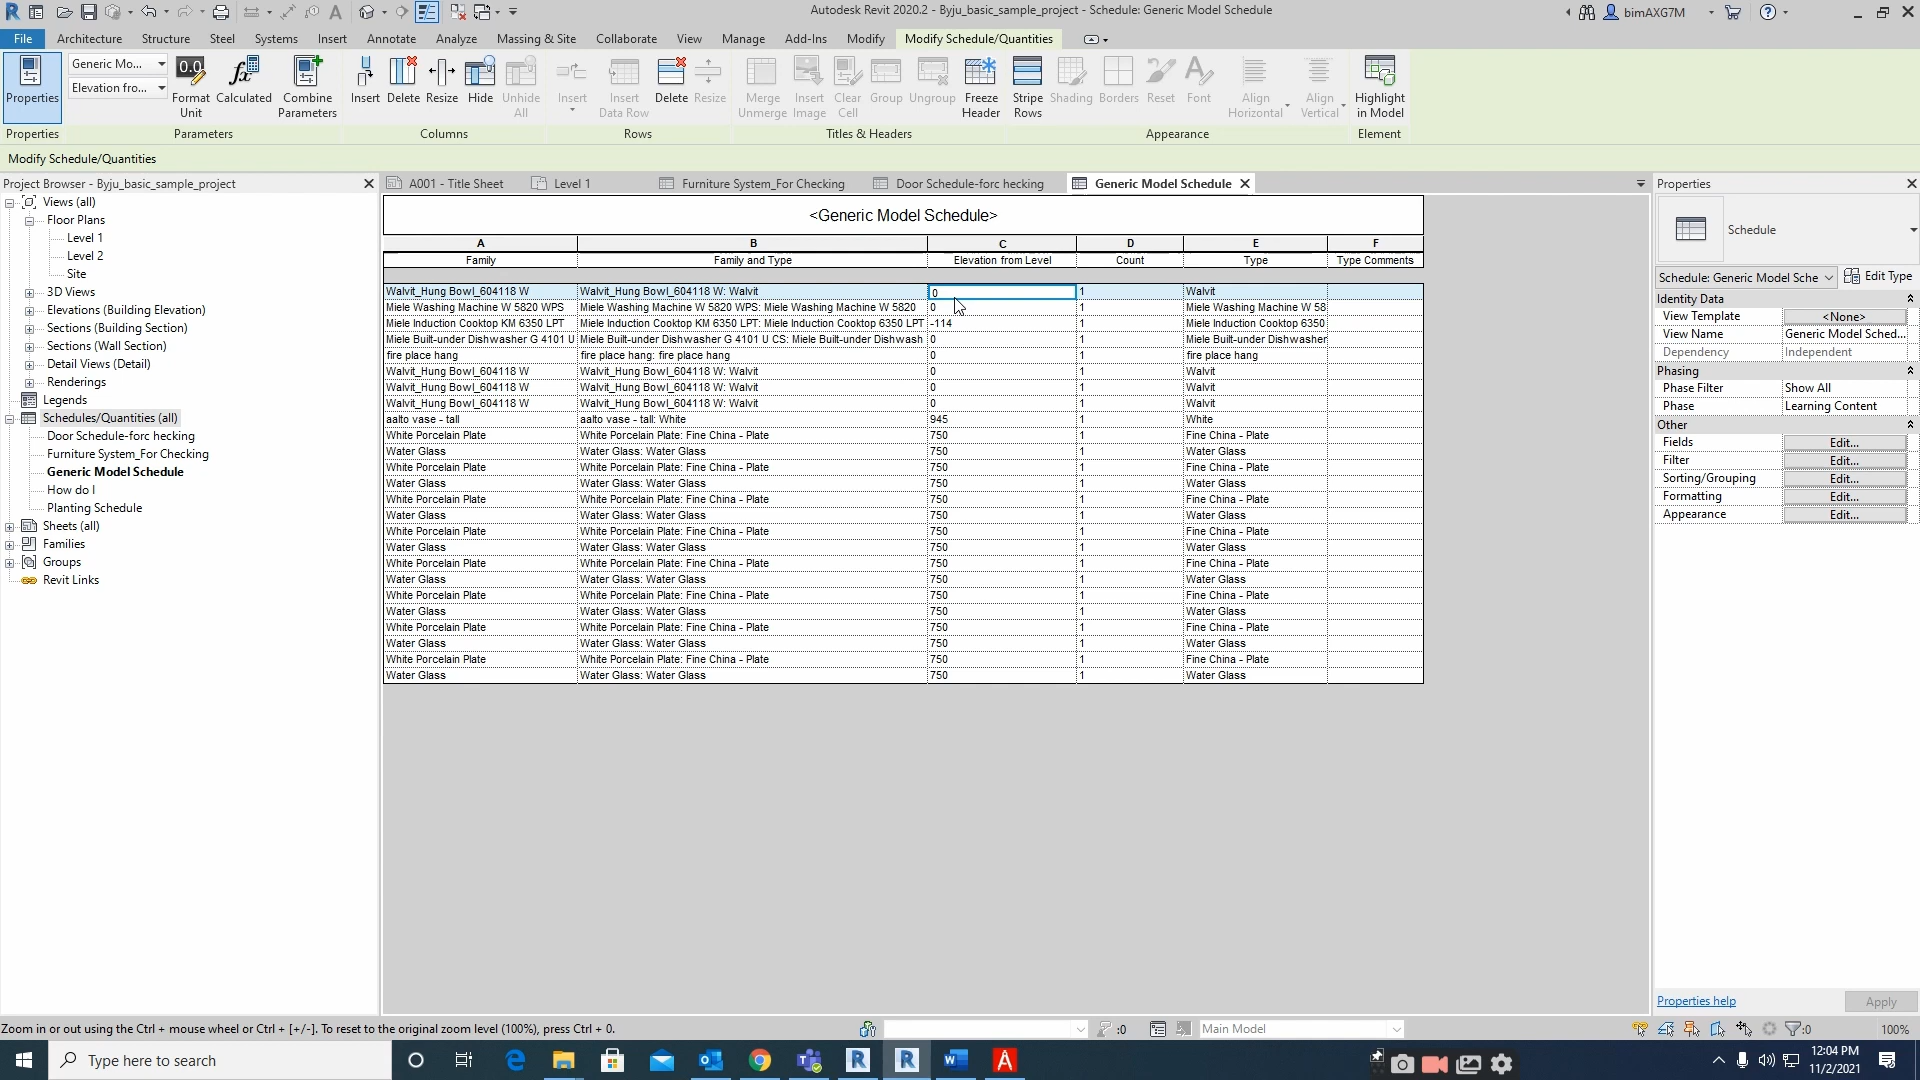 Autodesk Revit 2020.2 - Byju_basic_sample_project - Schedule: Generic Model Schedule
bimAXG7M
File Architecture Structure Steel Systems Insert Annotate Analyze Massing & Site Collaborate View Manage Add-Ins Modify Modify Schedule/Quantities
Generic Mo...
Elevation fro...
Properties
Format Unit
Calculated
Combine Parameters
Insert Delete Resize Hide Unhide All
Insert
Insert Data Row
Delete Resize
Merge Unmerge
Insert Image
Clear Cell
Group Ungroup
Freeze Header
Stripe Rows
Shading Borders Reset Font
Align Horizontal
Align Vertical
Highlight in Model
Properties Parameters Columns Rows Titles & Headers Appearance Element
Modify Schedule/Quantities
Project Browser - Byju_basic_sample_project
Views (all)
Floor Plans
Level 1
Level 2
Site
3D Views
Elevations (Building Elevation)
Sections (Building Section)
Sections (Wall Section)
Detail Views (Detail)
Renderings
Legends
Schedules/Quantities (all)
Door Schedule-forc hecking
Furniture System_For Checking
Generic Model Schedule
How do I
Planting Schedule
Sheets (all)
Families
Groups
Revit Links
A001 - Title Sheet Level 1 Furniture System_For Checking Door Schedule-forc hecking Generic Model Schedule
<Generic Model Schedule>
A B C D E F
Family Family and Type Elevation from Level Count Type Type Comments
Walvit_Hung Bowl_604118 W Walvit_Hung Bowl_604118 W: Walvit 0 1 Walvit
Miele Washing Machine W 5820 WPS Miele Washing Machine W 5820 WPS: Miele Washing Machine W 5820 0 1 Miele Washing Machine W 58
Miele Induction Cooktop KM 6350 LPT Miele Induction Cooktop KM 6350 LPT: Miele Induction Cooktop 6350 LPT -114 1 Miele Induction Cooktop 6350
Miele Built-under Dishwasher G 4101 U Miele Built-under Dishwasher G 4101 U CS: Miele Built-under Dishwash 0 1 Miele Built-under Dishwasher
fire place hang fire place hang: fire place hang 0 1 fire place hang
Walvit_Hung Bowl_604118 W Walvit_Hung Bowl_604118 W: Walvit 0 1 Walvit
Walvit_Hung Bowl_604118 W Walvit_Hung Bowl_604118 W: Walvit 0 1 Walvit
Walvit_Hung Bowl_604118 W Walvit_Hung Bowl_604118 W: Walvit 0 1 Walvit
aalto vase - tall aalto vase - tall: White 945 1 White
White Porcelain Plate White Porcelain Plate: Fine China - Plate 750 1 Fine China - Plate
Water Glass Water Glass: Water Glass 750 1 Water Glass
White Porcelain Plate White Porcelain Plate: Fine China - Plate 750 1 Fine China - Plate
Water Glass Water Glass: Water Glass 750 1 Water Glass
White Porcelain Plate White Porcelain Plate: Fine China - Plate 750 1 Fine China - Plate
Water Glass Water Glass: Water Glass 750 1 Water Glass
White Porcelain Plate White Porcelain Plate: Fine China - Plate 750 1 Fine China - Plate
Water Glass Water Glass: Water Glass 750 1 Water Glass
White Porcelain Plate White Porcelain Plate: Fine China - Plate 750 1 Fine China - Plate
Water Glass Water Glass: Water Glass 750 1 Water Glass
White Porcelain Plate White Porcelain Plate: Fine China - Plate 750 1 Fine China - Plate
Water Glass Water Glass: Water Glass 750 1 Water Glass
White Porcelain Plate White Porcelain Plate: Fine China - Plate 750 1 Fine China - Plate
Water Glass Water Glass: Water Glass 750 1 Water Glass
White Porcelain Plate White Porcelain Plate: Fine China - Plate 750 1 Fine China - Plate
Water Glass Water Glass: Water Glass 750 1 Water Glass
Properties
Schedule
Schedule: Generic Model Sche Edit Type
Identity Data
View Template <None>
View Name Generic Model Sched...
Dependency Independent
Phasing
Phase Filter Show All
Phase Learning Content
Other
Fields Edit...
Filter Edit...
Sorting/Grouping Edit...
Formatting Edit...
Appearance Edit...
Properties help Apply
Zoom in or out using the Ctrl + mouse wheel or Ctrl + [+/-]. To reset to the original zoom level (100%), press Ctrl + 0.
:0 Main Model :0 100%
Type here to search
12:04 PM
11/2/2021